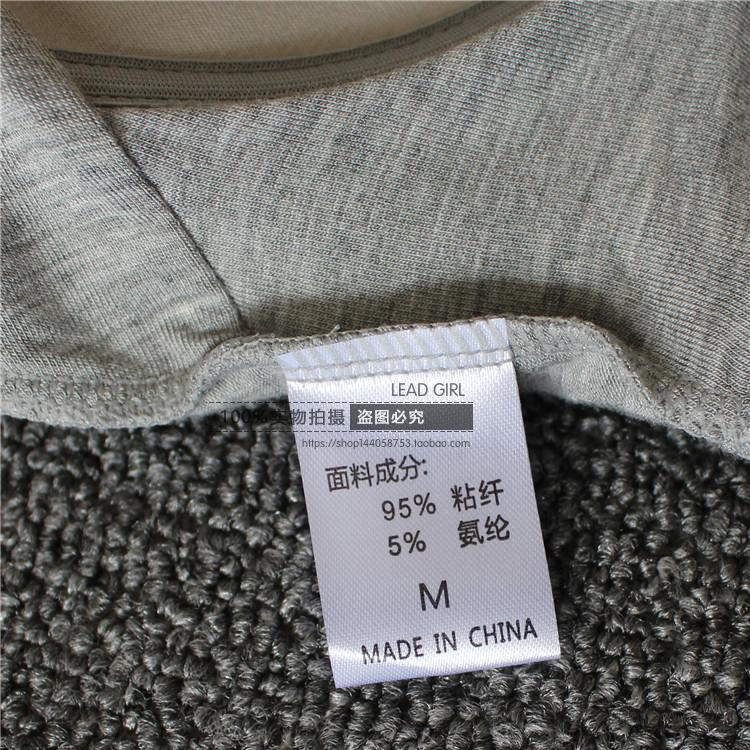 LEAD GIRL
100%实物拍摄 盗图必究
https://shop144058753.taobao.com
面料成分:
95% 粘纤
5% 氨纶
M
MADE IN CHINA